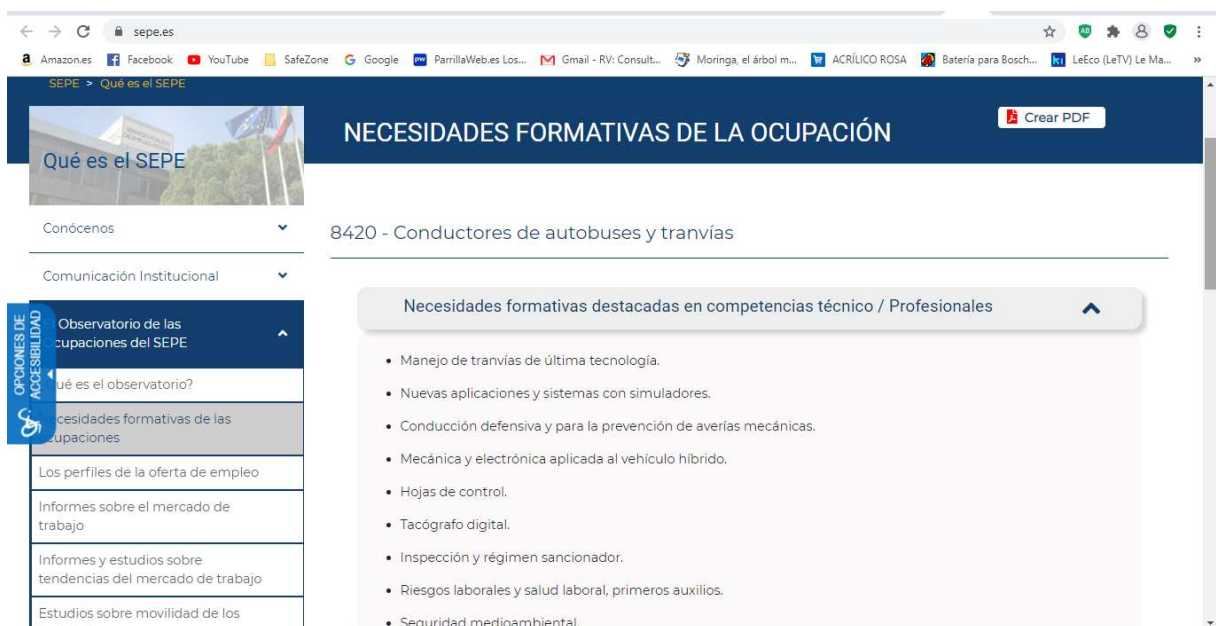 sepe.es
AD
Amazon.es
Facebook
YouTube
SafeZone
Google
ParrillaWeb.es Los...
Gmail - RV: Consult...
Moringa, el árbol m...
ACRÍLICO ROSA
Batería para Bosch...
LeEco (LeTV) Le Ma...
»
SEPE > Qué es el SEPE
Qué es el SEPE
NECESIDADES FORMATIVAS DE LA OCUPACIÓN
Crear PDF
Conócenos
Comunicación Institucional
Observatorio de las
cupaciones del SEPE
ué es el observatorio?
cesidades formativas de las
upaciones
Los perfiles de la oferta de empleo
Informes sobre el mercado de
trabajo
Informes y estudios sobre
tendencias del mercado de trabajo
Estudios sobre movilidad de los
OPCIONES DE
ACCESIBILIDAD
8420 - Conductores de autobuses y tranvías
Necesidades formativas destacadas en competencias técnico / Profesionales
• Manejo de tranvías de última tecnología.
• Nuevas aplicaciones y sistemas con simuladores.
• Conducción defensiva y para la prevención de averías mecánicas.
• Mecánica y electrónica aplicada al vehículo híbrido.
• Hojas de control.
• Tacógrafo digital.
• Inspección y régimen sancionador.
• Riesgos laborales y salud laboral, primeros auxilios.
• Seguridad medioambiental.